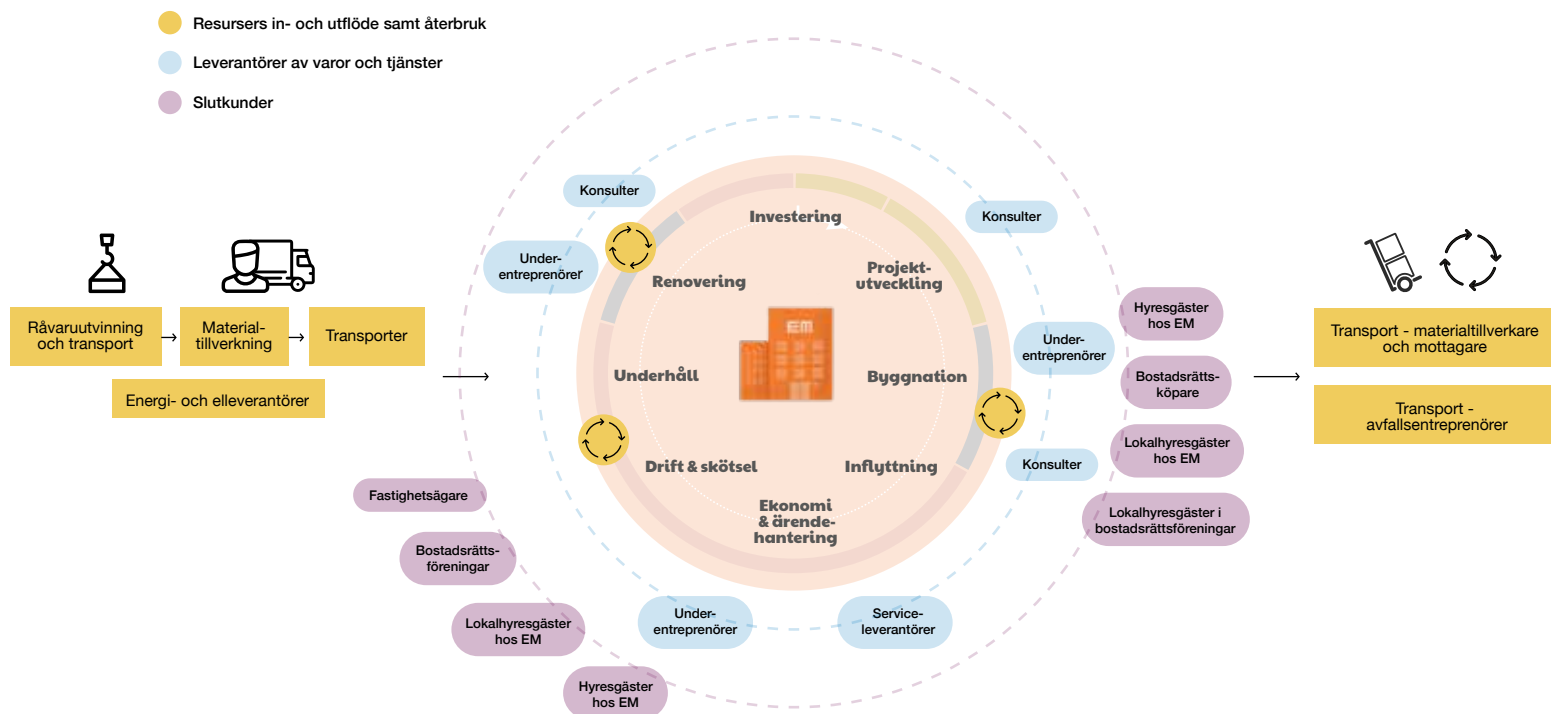 Resursers in- och utflöde samt återbruk
Leverantörer av varor och tjänster
Slutkunder
Råvaruutvinning
och transport
Material-
tillverkning
Transporter
Energi- och elleverantörer
Konsulter
Under-
entreprenörer
Investering
Projekt-
utveckling
Byggnation
Inflyttning
Ekonomi
& ärende-
hantering
Drift & skötsel
Underhåll
Renovering
EM
Konsulter
Under-
entreprenörer
Konsulter
Service-
leverantörer
Under-
entreprenörer
Hyresgäster
hos EM
Bostadsrätts-
köpare
Lokalhyresgäster
hos EM
Lokalhyresgäster i
bostadsrättsföreningar
Fastighetsägare
Bostadsrätts-
föreningar
Lokalhyresgäster
hos EM
Hyresgäster
hos EM
Transport - materialtillverkare
och mottagare
Transport -
avfallsentreprenörer